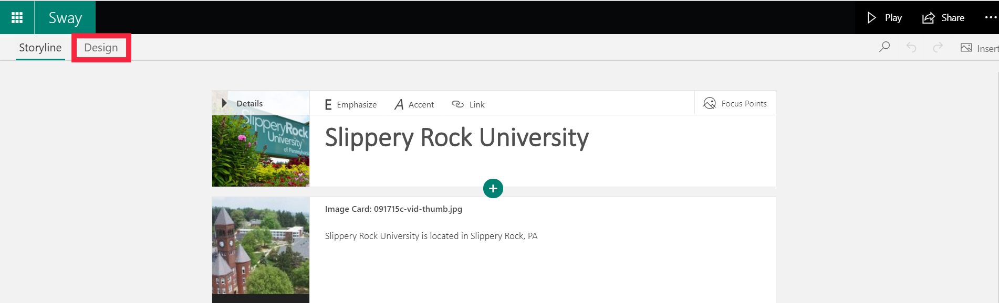 Sway
Play
Share
Storyline
Design
Insert
Details
Emphasize
Accent
Link
Focus Points
SlipperyRock
University
of Pennsylvania
Slippery Rock University
Image Card: 091715c-vid-thumb.jpg
Slippery Rock University is located in Slippery Rock, PA